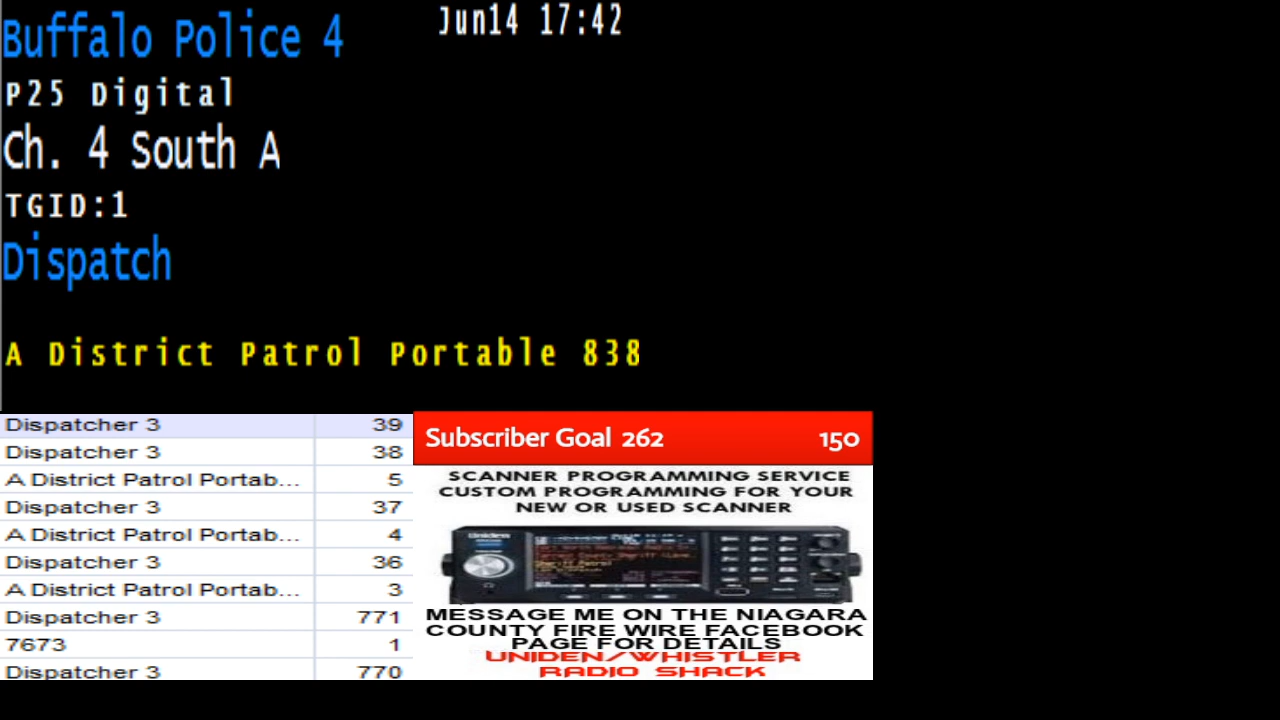 Buffalo Police 4
Jun14 17:42
P25 Digital
Ch. 4 South A
TGID:1
Dispatch
A District Patrol Portable 838
Dispatcher 3 39
Dispatcher 3 38
A District Patrol Portab... 5
Dispatcher 3 37
A District Patrol Portab... 4
Dispatcher 3 36
A District Patrol Portab... 3
Dispatcher 3 771
7673 1
Dispatcher 3 770
Subscriber Goal 262 150
SCANNER PROGRAMMING SERVICE
CUSTOM PROGRAMMING FOR YOUR
NEW OR USED SCANNER
Uniden
MESSAGE ME ON THE NIAGARA
COUNTY FIRE WIRE FACEBOOK
PAGE FOR DETAILS
UNIDEN/WHISTLER
RADIO SHACK